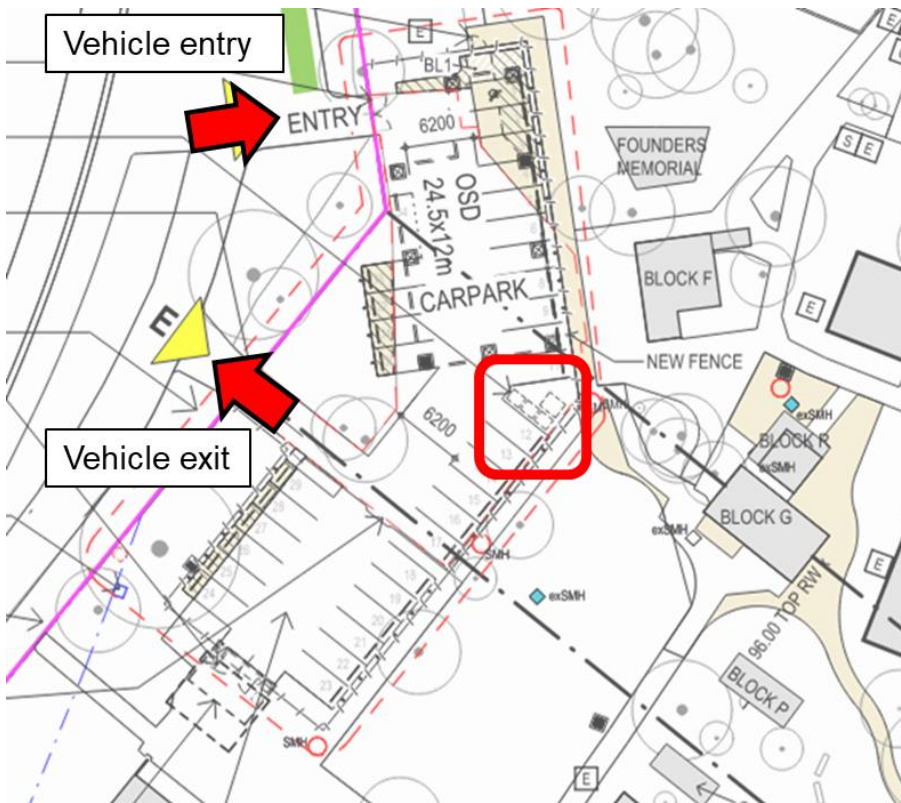 Vehicle entry
E
BL1
ENTRY
6200
OSD
24.5x12m
FOUNDERS
MEMORIAL
S E
E
BLOCK F
CARPARK
E
E
NEW FENCE
6200
Vehicle exit
12
13
15
16
17
18
19
20
21
22
23
24
25
26
27
28
29
SMH
exSMH
exSMH
BLOCK R
exSMH
exSMH
BLOCK G
E
96.00 TOP RW
BLOCK P
SMH
E